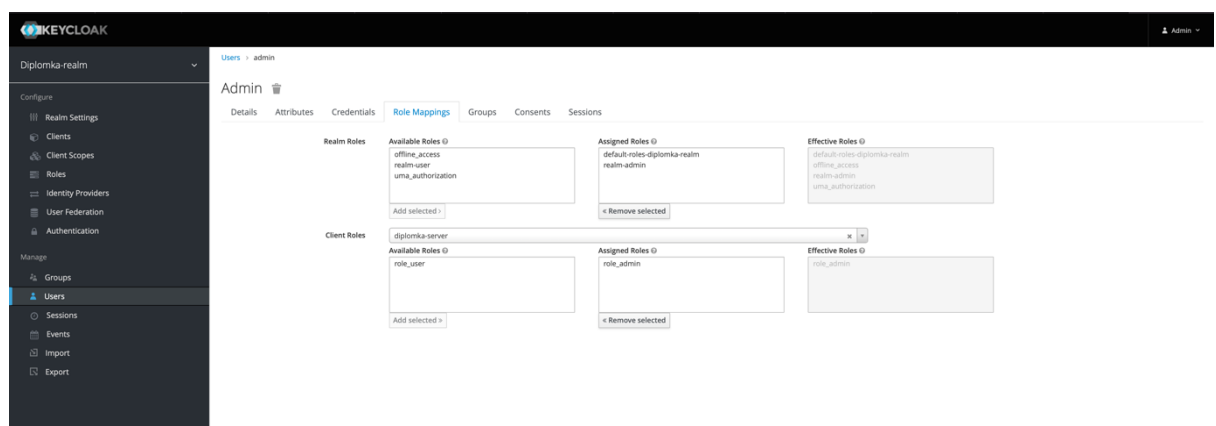 KEYCLOAK
Admin
Diplomka-realm
Configure
Realm Settings
Clients
Client Scopes
Roles
Identity Providers
User Federation
Authentication
Manage
Groups
Users
Sessions
Events
Import
Export
Users > admin
Admin
Details Attributes Credentials Role Mappings Groups Consents Sessions
Realm Roles
Available Roles
offline_access
realm-user
uma_authorization
Add selected >
Assigned Roles
default-roles-diplomka-realm
realm-admin
« Remove selected
Effective Roles
default-roles-diplomka-realm
offline_access
realm-admin
uma_authorization
Client Roles
diplomka-server
Available Roles
role_user
Add selected »
Assigned Roles
role_admin
« Remove selected
Effective Roles
role_admin